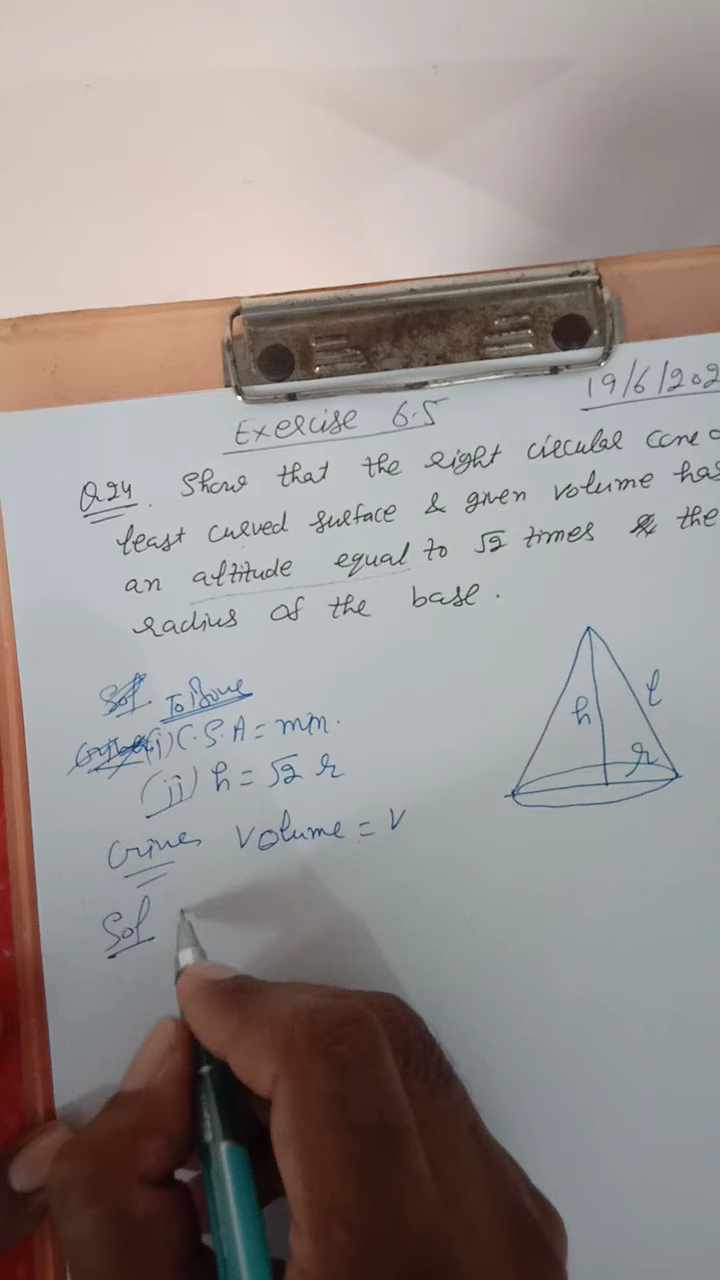 19/6/202
Exercise 6.5
Q24. Show that the right circular cone o
least curved surface & given volume has
an altitude equal to √2 times the
radius of the base.
Sol To Prove
(i) C.S.A = min.
(ii) h = √2 r
Given Volume = V
Sol
h
l
r